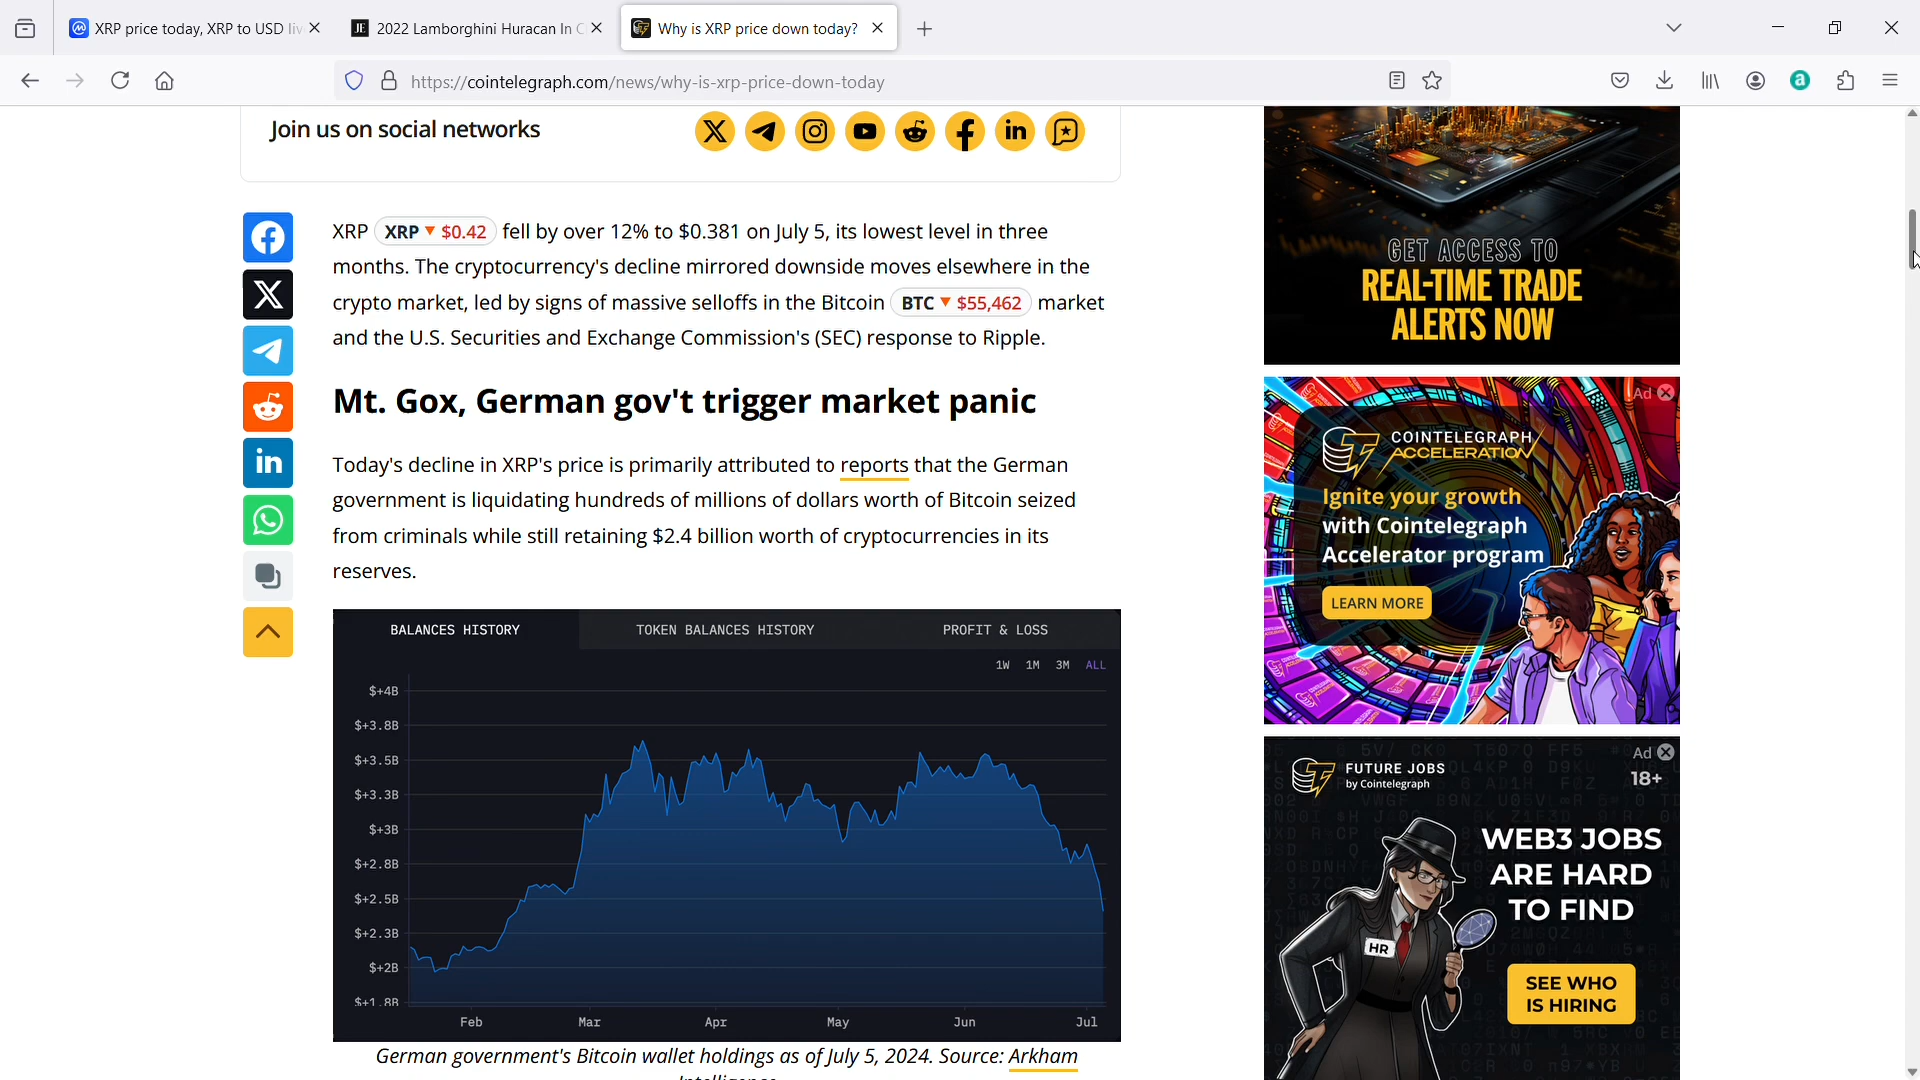 XRP price today, XRP to USD liv
2022 Lamborghini Huracan In C
Why is XRP price down today?
https://cointelegraph.com/news/why-is-xrp-price-down-today
Join us on social networks
XRP XRP ▼ $0.42 fell by over 12% to $0.381 on July 5, its lowest level in three
months. The cryptocurrency's decline mirrored downside moves elsewhere in the
crypto market, led by signs of massive selloffs in the Bitcoin BTC ▼ $55,462 market
and the U.S. Securities and Exchange Commission's (SEC) response to Ripple.
Mt. Gox, German gov't trigger market panic
Today's decline in XRP's price is primarily attributed to reports that the German
government is liquidating hundreds of millions of dollars worth of Bitcoin seized
from criminals while still retaining $2.4 billion worth of cryptocurrencies in its
reserves.
BALANCES HISTORY TOKEN BALANCES HISTORY PROFIT & LOSS
1W 1M 3M ALL
$+4B
$+3.8B
$+3.5B
$+3.3B
$+3B
$+2.8B
$+2.5B
$+2.3B
$+2B
$+1.8B
Feb Mar Apr May Jun Jul
German government's Bitcoin wallet holdings as of July 5, 2024. Source: Arkham
Intelligence
GET ACCESS TO
REAL-TIME TRADE
ALERTS NOW
Ad
COINTELEGRAPH
ACCELERATION
Ignite your growth
with Cointelegraph
Accelerator program
LEARN MORE
Ad
18+
FUTURE JOBS
by Cointelegraph
WEB3 JOBS
ARE HARD
TO FIND
HR
SEE WHO
IS HIRING